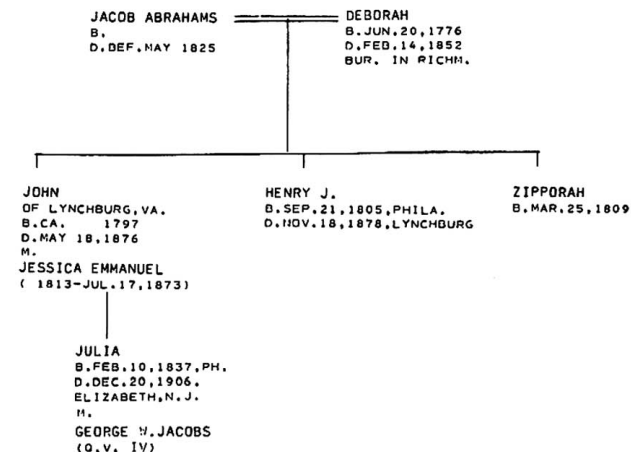 JACOB ABRAHAMS
B.
D.DEF.MAY 1825
DEBORAH
B.JUN.20,1776
D.FEB.14,1852
BUR. IN RICHM.
JOHN
OF LYNCHBURG,VA.
B.CA. 1797
D.MAY 18,1876
M.
JESSICA EMMANUEL
( 1813-JUL.17,1873)
HENRY J.
B.SEP.21,1805,PHILA.
D.NOV.18,1878,LYNCHBURG
ZIPPORAH
B.MAR.25,1809
JULIA
B.FEB.10,1837,PH.
D.DEC.20,1906.
ELIZABETH,N.J.
M.
GEORGE W.JACOBS
(Q.V. IV)